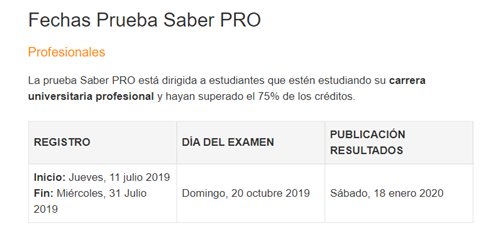 Fechas Prueba Saber PRO
Profesionales
La prueba Saber PRO está dirigida a estudiantes que estén estudiando su carrera
universitaria profesional y hayan superado el 75% de los créditos.
REGISTRO
DÍA DEL EXAMEN
PUBLICACIÓN
RESULTADOS
Inicio: Jueves, 11 julio 2019
Fin: Miércoles, 31 Julio
2019
Domingo, 20 octubre 2019
Sábado, 18 enero 2020